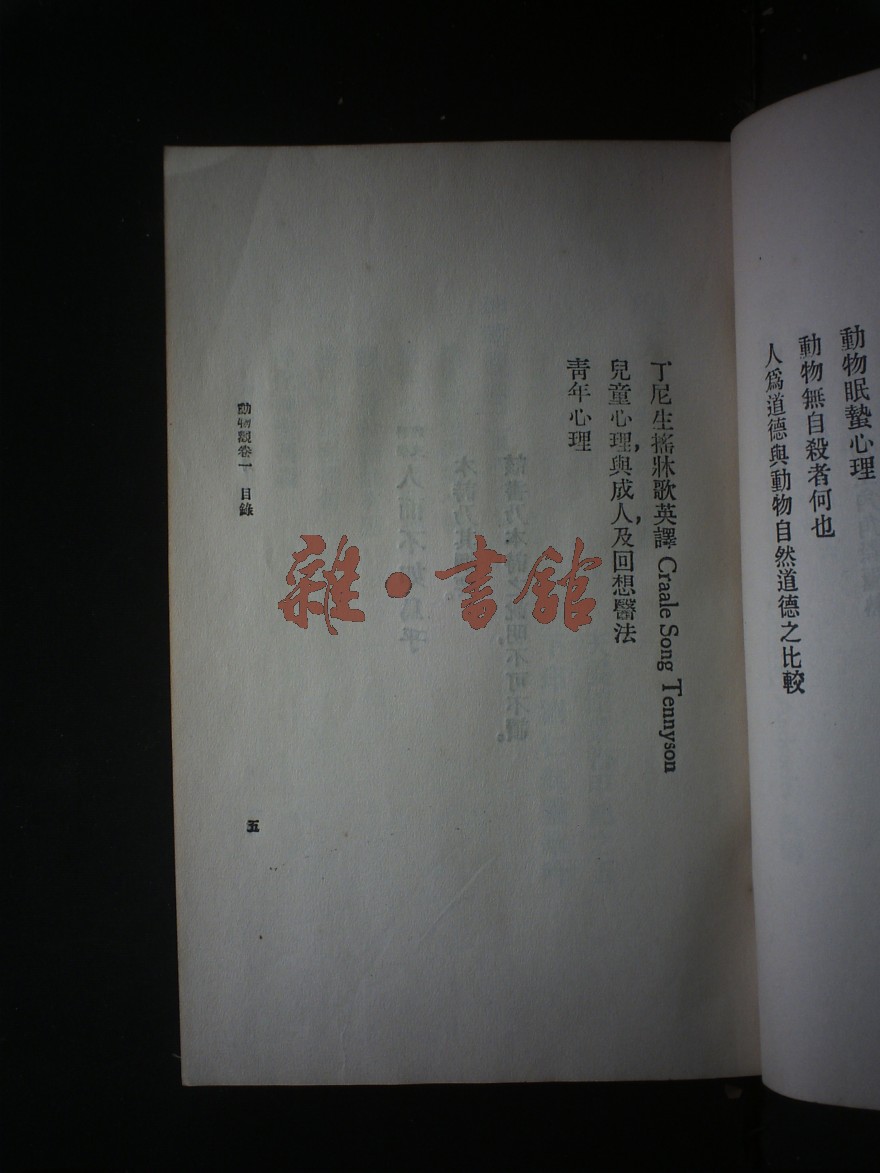 動物眠蟄心理
動物無自殺者何也
人爲道德與動物自然道德之比較
丁尼生搖牀歌英譯 Craale Song Tennyson
兒童心理,與成人及回想醫法
青年心理
動物觀卷一 目錄
五
雜·書館